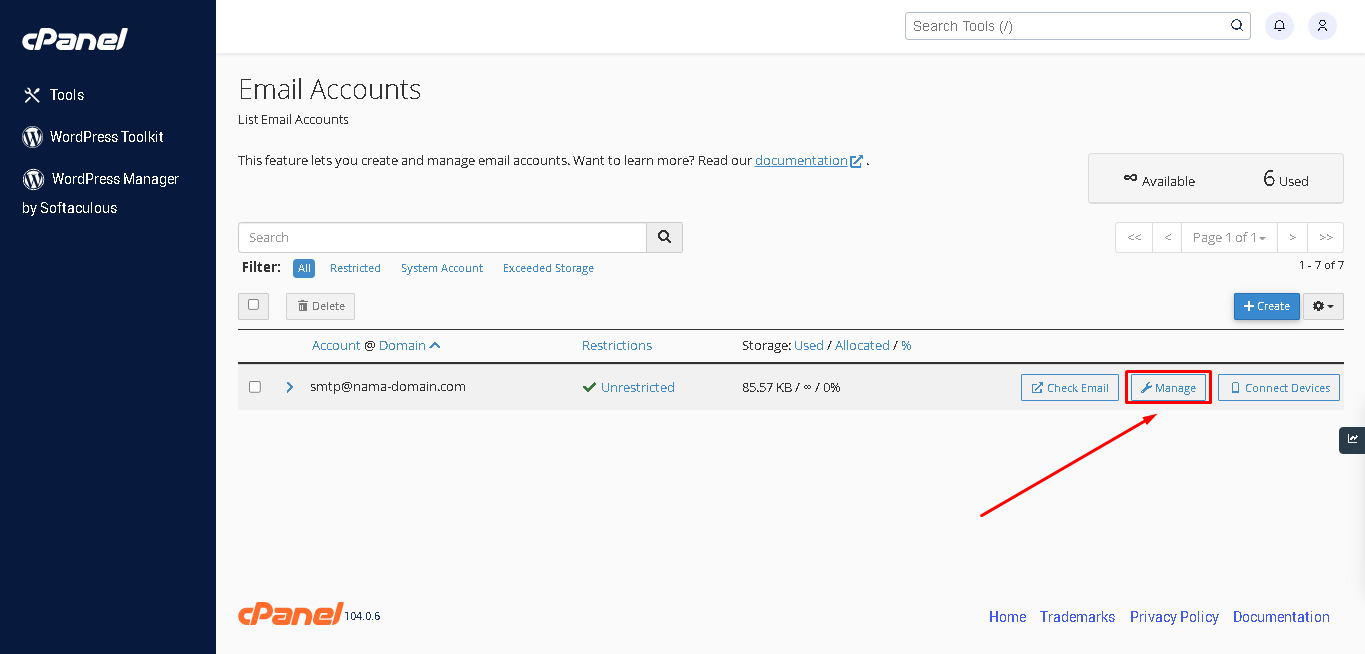 cPanel
Search Tools (/)
Tools
WordPress Toolkit
WordPress Manager
by Softaculous
Email Accounts
List Email Accounts
This feature lets you create and manage email accounts. Want to learn more? Read our documentation .
∞ Available 6 Used
Search
<< < Page 1 of 1 > >>
Filter: All Restricted System Account Exceeded Storage
1 - 7 of 7
Delete
+ Create
Account @ Domain Restrictions Storage: Used / Allocated / %
smtp@nama-domain.com Unrestricted 85.57 KB / ∞ / 0% Check Email Manage Connect Devices
cPanel 104.0.6
Home Trademarks Privacy Policy Documentation